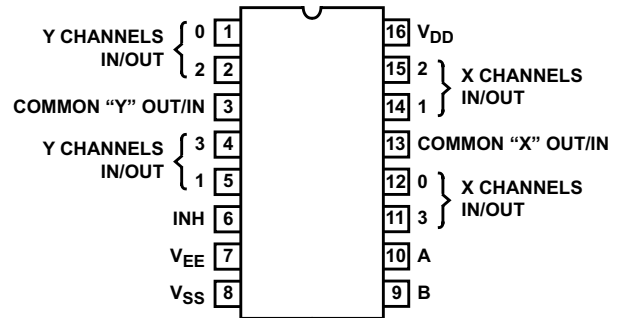 Y CHANNELS IN/OUT
0 1
2 2
COMMON “Y” OUT/IN 3
Y CHANNELS IN/OUT
3 4
1 5
INH 6
VEE 7
VSS 8
16 VDD
15 2
14 1
X CHANNELS IN/OUT
13 COMMON “X” OUT/IN
12 0
11 3
X CHANNELS IN/OUT
10 A
9 B